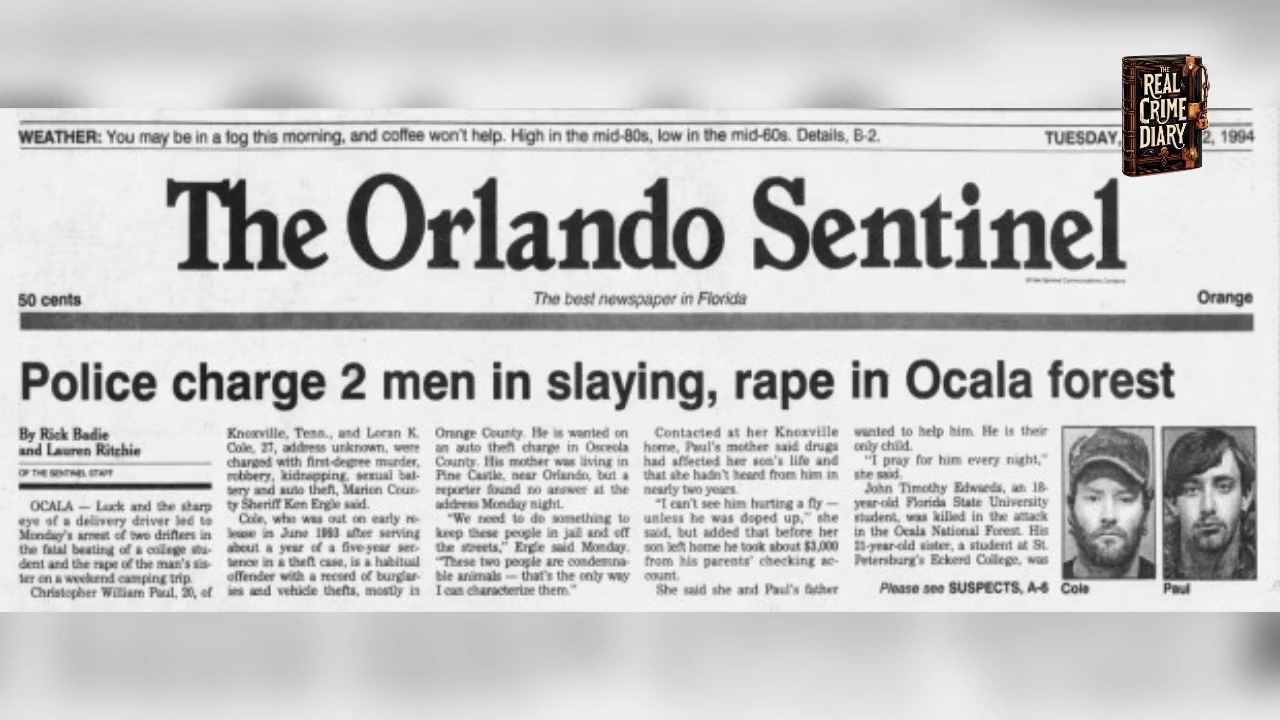 THE
REAL
CRIME
DIARY
WEATHER: You may be in a fog this morning, and coffee won't help. High in the mid-80s, low in the mid-60s. Details, B-2.
TUESDAY, 2, 1994
The Orlando Sentinel
50 cents
The best newspaper in Florida
Orange
Police charge 2 men in slaying, rape in Ocala forest
By Rick Badie
and Lauren Ritchie
OF THE SENTINEL STAFF
OCALA — Luck and the sharp
eye of a delivery driver led to
Monday's arrest of two drifters in
the fatal beating of a college stu-
dent and the rape of the man's sis-
ter on a weekend camping trip.
Christopher William Paul, 20, of
Knoxville, Tenn., and Loran K.
Cole, 27, address unknown, were
charged with first-degree murder,
robbery, kidnapping, sexual bat-
tery and auto theft, Marion Coun-
ty Sheriff Ken Ergle said.
Cole, who was out on early re-
lease in June 1993 after serving
about a year of a five-year sen-
tence in a theft case, is a habitual
offender with a record of burglar-
ies and vehicle thefts, mostly in
Orange County. He is wanted on
an auto theft charge in Osceola
County. His mother was living in
Pine Castle, near Orlando, but a
reporter found no answer at the
address Monday night.
"We need to do something to
keep these people in jail and off
the streets," Ergle said Monday.
"These two people are condemna-
ble animals — that's the only way
I can characterize them."
Contacted at her Knoxville
home, Paul's mother said drugs
had affected her son's life and
that she hadn't heard from him in
nearly two years.
"I can't see him hurting a fly —
unless he was doped up," she
said, but added that before her
son left home he took about $3,000
from his parents' checking ac-
count.
She said she and Paul's father
wanted to help him. He is their
only child.
"I pray for him every night,"
she said.
John Timothy Edwards, an 18-
year-old Florida State University
student, was killed in the attack
in the Ocala National Forest. His
21-year-old sister, a student at St.
Petersburg's Eckerd College, was
Please see SUSPECTS, A-6
Cole
Paul